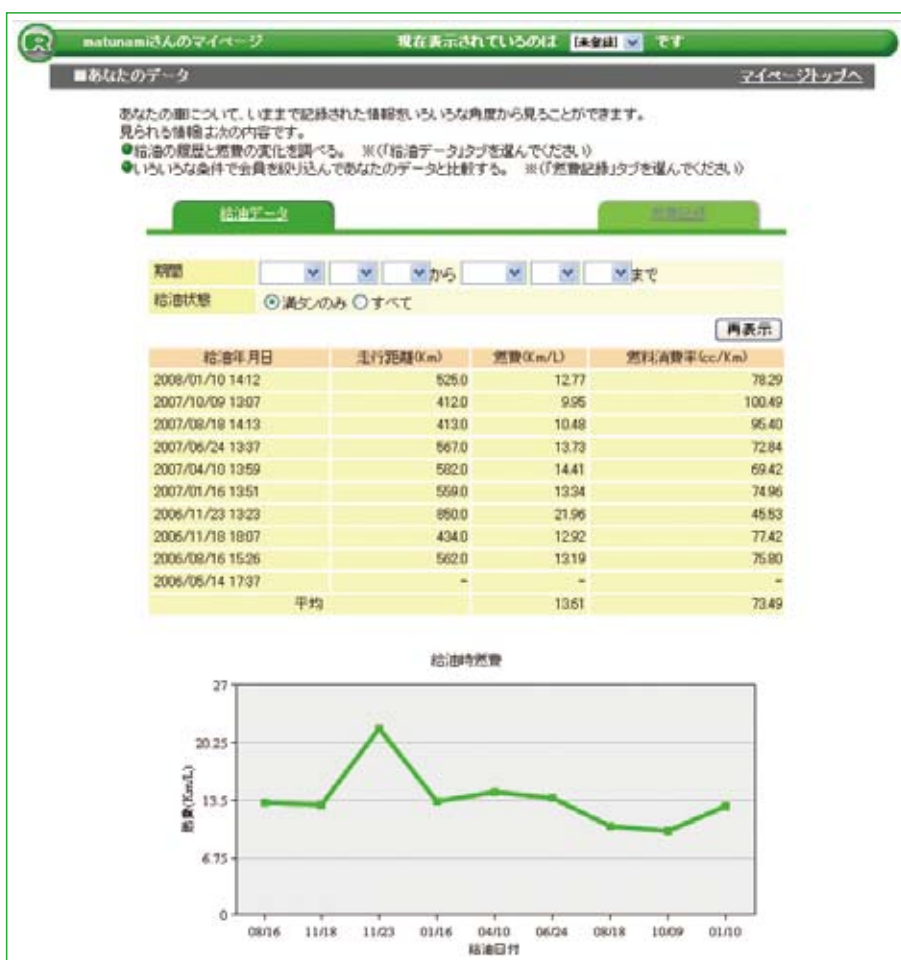 matunamiさんのマイページ 現在表示されているのは [未登録] です
■あなたのデータ マイページトップへ
あなたの車について、いままで記録された情報をいろいろな角度から見ることができます。
見られる情報は次の内容です。
●給油の履歴と燃費の変化を調べる。 ※(「給油データ」タブを選んでください)
●いろいろな条件で会員を絞り込んであなたのデータと比較する。 ※(「燃費記録」タブを選んでください)
給油データ 燃費記録
期間 から まで
給油状態 満タンのみ すべて
再表示
給油年月日 走行距離(Km) 燃費(Km/L) 燃料消費率(cc/Km)
2008/01/10 14:12 525.0 12.77 78.29
2007/10/09 13:07 412.0 9.95 100.49
2007/08/18 14:13 413.0 10.48 95.40
2007/06/24 13:37 567.0 13.73 72.84
2007/04/10 13:59 582.0 14.41 69.42
2007/01/16 13:51 559.0 13.34 74.96
2006/11/23 13:23 850.0 21.96 45.53
2006/11/18 18:07 434.0 12.92 77.42
2006/08/16 15:26 562.0 13.19 75.80
2006/05/14 17:37 - - -
平均 13.61 73.49
給油時燃費
27
20.25
13.5
6.75
0
燃費(Km/L)
08/16 11/18 11/23 01/16 04/10 06/24 08/18 10/09 01/10
給油日付